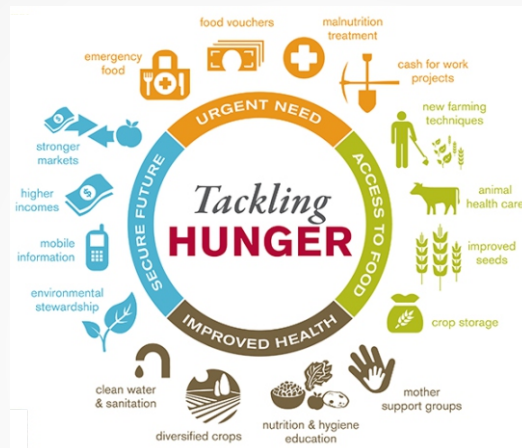 food vouchers
malnutrition
treatment
emergency
food
cash for work
projects
URGENT NEED
new farming
techniques
stronger
markets
animal
health care
higher
incomes
SECURE FUTURE
Tackling
HUNGER
ACCESS TO FOOD
mobile
information
improved
seeds
environmental
stewardship
crop storage
IMPROVED HEALTH
clean water
& sanitation
mother
support groups
diversified crops
nutrition & hygiene
education